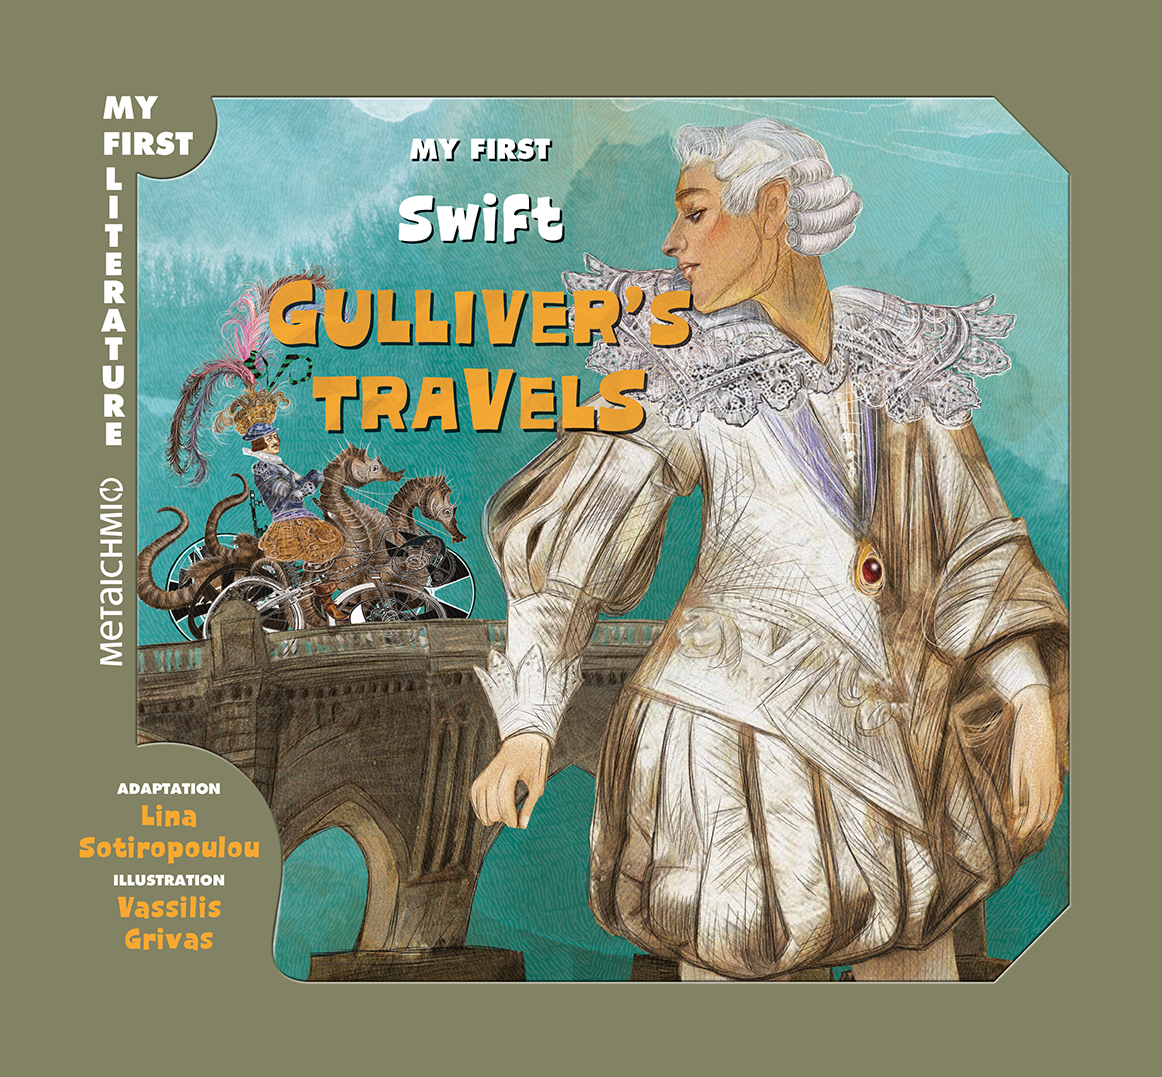 MY
FIRST
LITERATURE
METAICHMIO
MY FIRST
Swift
GULLIVER'S
TRAVELS
ADAPTATION
Lina
Sotiropoulou
ILLUSTRATION
Vassilis
Grivas